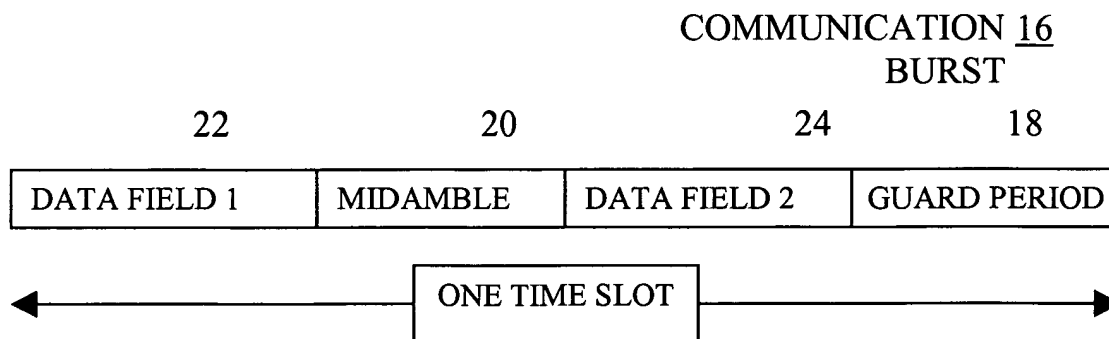 COMMUNICATION 16
BURST
22 20 24 18
DATA FIELD 1 MIDAMBLE DATA FIELD 2 GUARD PERIOD
ONE TIME SLOT